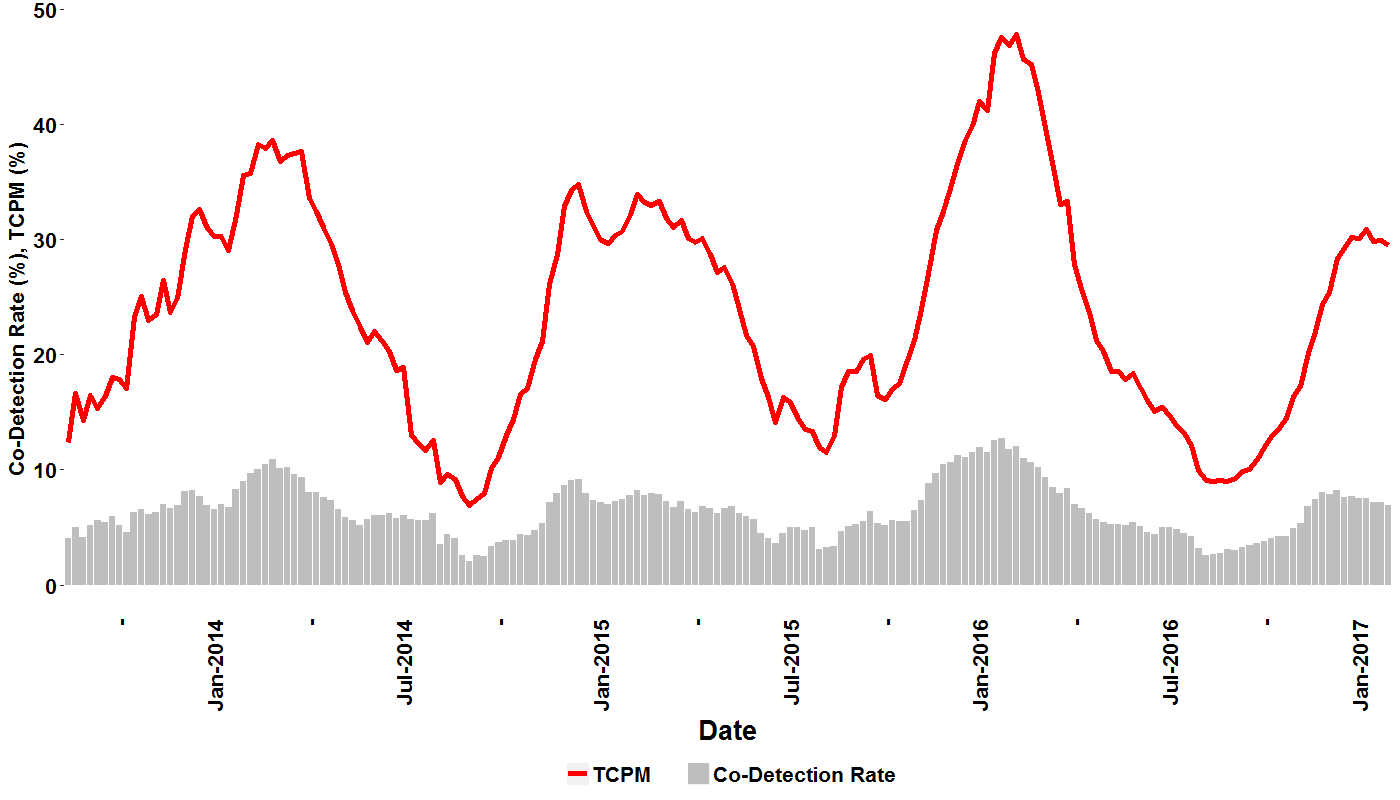 Co-Detection Rate (%), TCPM (%)
50
40
30
20
10
0
-
Jan-2014
-
Jul-2014
-
Jan-2015
-
Jul-2015
-
Jan-2016
-
Jul-2016
-
Jan-2017
Date
TCPM Co-Detection Rate